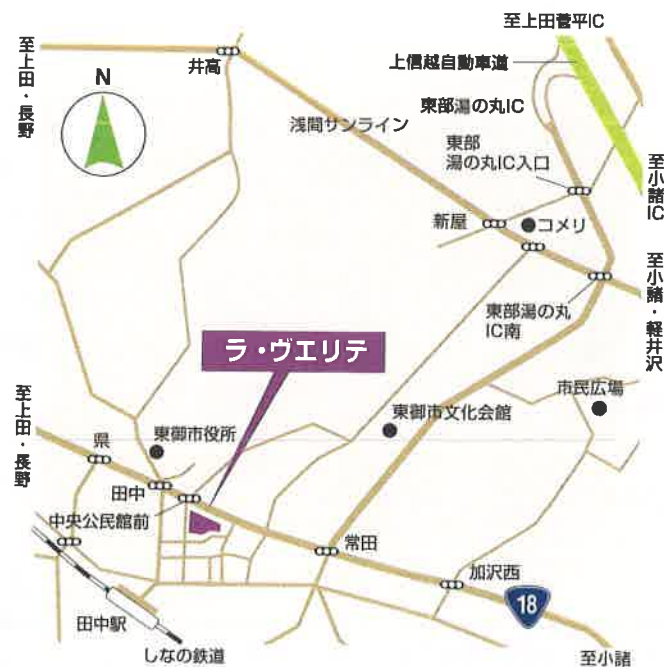 至上田菅平IC
至上田・長野
井高
上信越自動車道
N
東部湯の丸IC
浅間サンライン
東部
湯の丸IC入口
至小諸IC
新屋
コメリ
至小諸・軽井沢
東部湯の丸
IC南
ラ・ヴエリテ
市民広場
至上田・長野
東御市文化会館
東御市役所
県
田中
中央公民館前
常田
加沢西
18
田中駅
しなの鉄道
至小諸